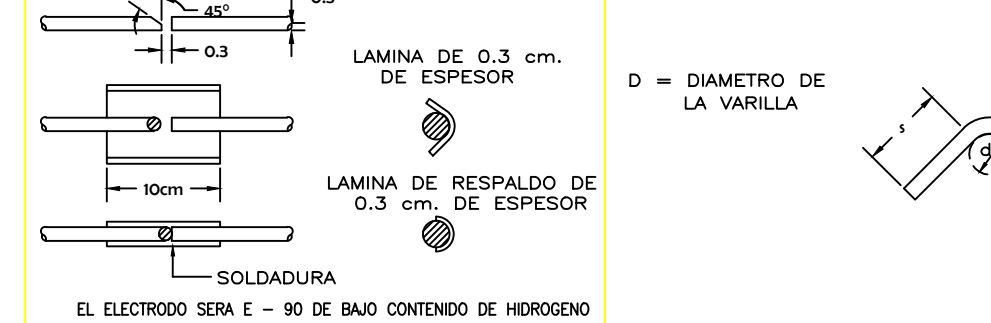 45°
0.3
LAMINA DE 0.3 cm.
DE ESPESOR
D = DIAMETRO DE
LA VARILLA
s
d
10cm
LAMINA DE RESPALDO DE
0.3 cm. DE ESPESOR
SOLDADURA
EL ELECTRODO SERA E - 90 DE BAJO CONTENIDO DE HIDROGENO